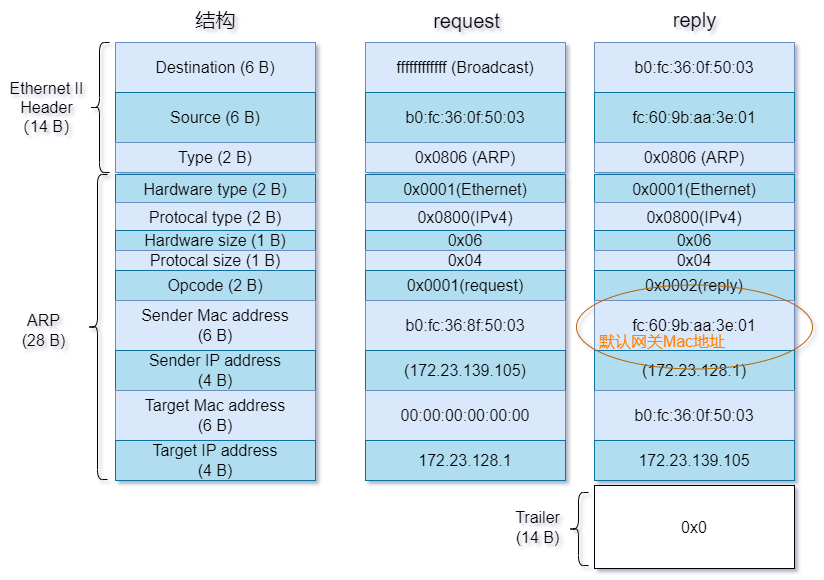 结构
request
reply
Ethernet II
Header
(14 B)
Destination (6 B)
ffffffffffff (Broadcast)
b0:fc:36:0f:50:03
Source (6 B)
b0:fc:36:0f:50:03
fc:60:9b:aa:3e:01
Type (2 B)
0x0806 (ARP)
0x0806 (ARP)
ARP
(28 B)
Hardware type (2 B)
0x0001(Ethernet)
0x0001(Ethernet)
Protocal type (2 B)
0x0800(IPv4)
0x0800(IPv4)
Hardware size (1 B)
0x06
0x06
Protocal size (1 B)
0x04
0x04
Opcode (2 B)
0x0001(request)
0x0002(reply)
Sender Mac address
(6 B)
b0:fc:36:8f:50:03
fc:60:9b:aa:3e:01
默认网关Mac地址
Sender IP address
(4 B)
(172.23.139.105)
(172.23.128.1)
Target Mac address
(6 B)
00:00:00:00:00:00
b0:fc:36:0f:50:03
Target IP address
(4 B)
172.23.128.1
172.23.139.105
Trailer
(14 B)
0x0